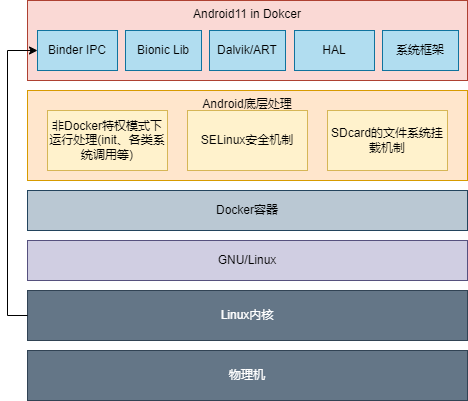 Android11 in Dokcer
Binder IPC
Bionic Lib
Dalvik/ART
HAL
系统框架
Android底层处理
非Docker特权模式下
运行处理(init、各类系
统调用等)
SELinux安全机制
SDcard的文件系统挂
载机制
Docker容器
GNU/Linux
Linux内核
物理机